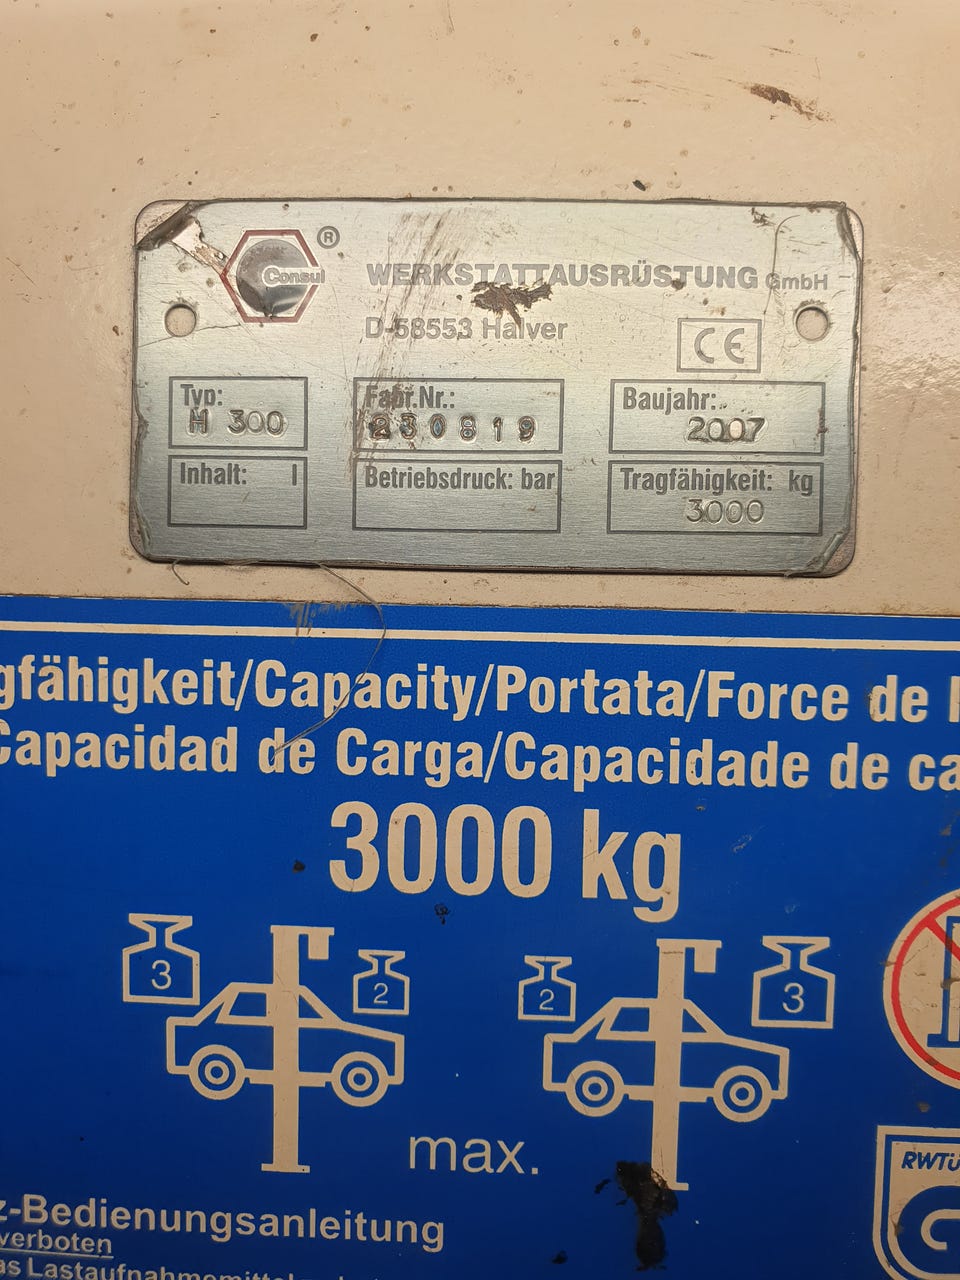 Consul ®
WERKSTATTAUSRÜSTUNG GmbH
D-58553 Halver
CE
Typ:
H 300
Fabr.Nr.:
230819
Baujahr:
2007
Inhalt: l
Betriebsdruck: bar
Tragfähigkeit: kg
3000
gfähigkeit/Capacity/Portata/Force de
Capacidad de Carga/Capacidade de ca
3000 kg
3 2
2 3
max.
RWTÜ
z-Bedienungsanleitung
verboten
as Lastaufnahmemittel